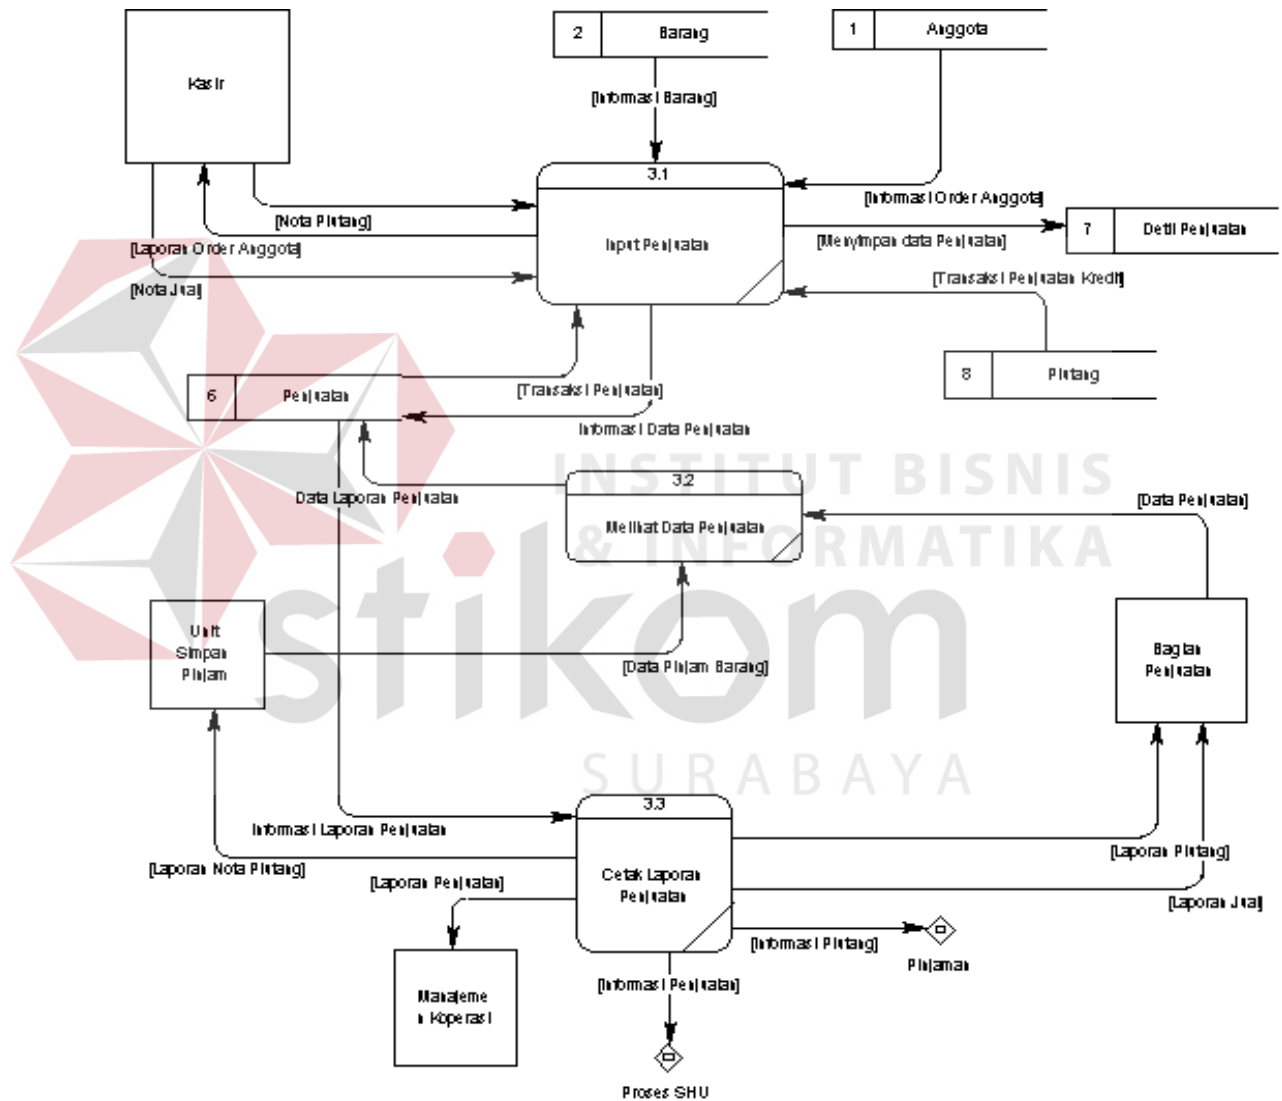 2
Barang
1
Anggota
Kasir
[Informasi Barang]
3.1
[Informasi Order Anggota]
[Nota Piutang]
[Laporan Order Anggota]
[Nota Jual]
Input Penjualan
[Menyimpan data Penjualan]
7
Detil Penjualan
[Transaksi Penjualan Kredit]
8
Piutang
6
Penjualan
[Transaksi Penjualan]
Informasi Data Penjualan
INSTITUT BISNIS
& INFORMATIKA
stikom
SURABAYA
3.2
Melihat Data Penjualan
Data Laporan Penjualan
[Data Penjualan]
Unit
Simpan
Pinjam
[Data Pinjam Barang]
Bagian
Penjualan
3.3
Cetak Laporan
Penjualan
Informasi Laporan Penjualan
[Laporan Nota Piutang]
[Laporan Penjualan]
[Laporan Piutang]
[Laporan Jual]
[Informasi Piutang]
Pinjaman
[Informasi Penjualan]
Manajeme
n Koperasi
Proses SHU